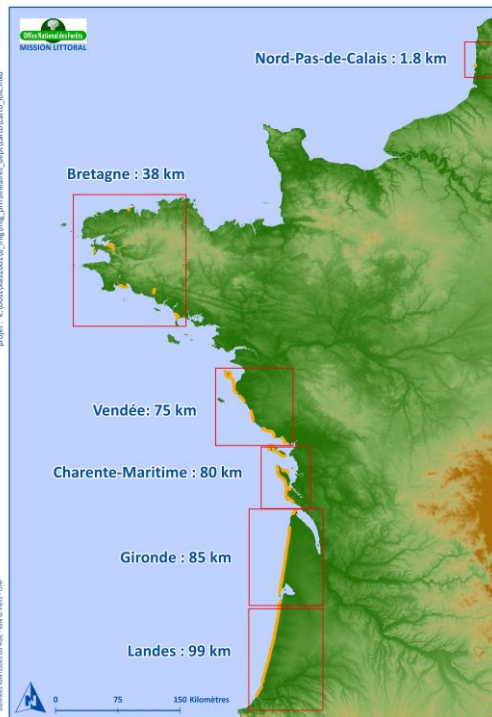 Office National des Forêts
MISSION LITTORAL
Nord-Pas-de-Calais : 1.8 km
Bretagne : 38 km
Vendée: 75 km
Charente-Maritime : 80 km
Gironde : 85 km
Landes : 99 km
N
0 75 150 Kilomètres